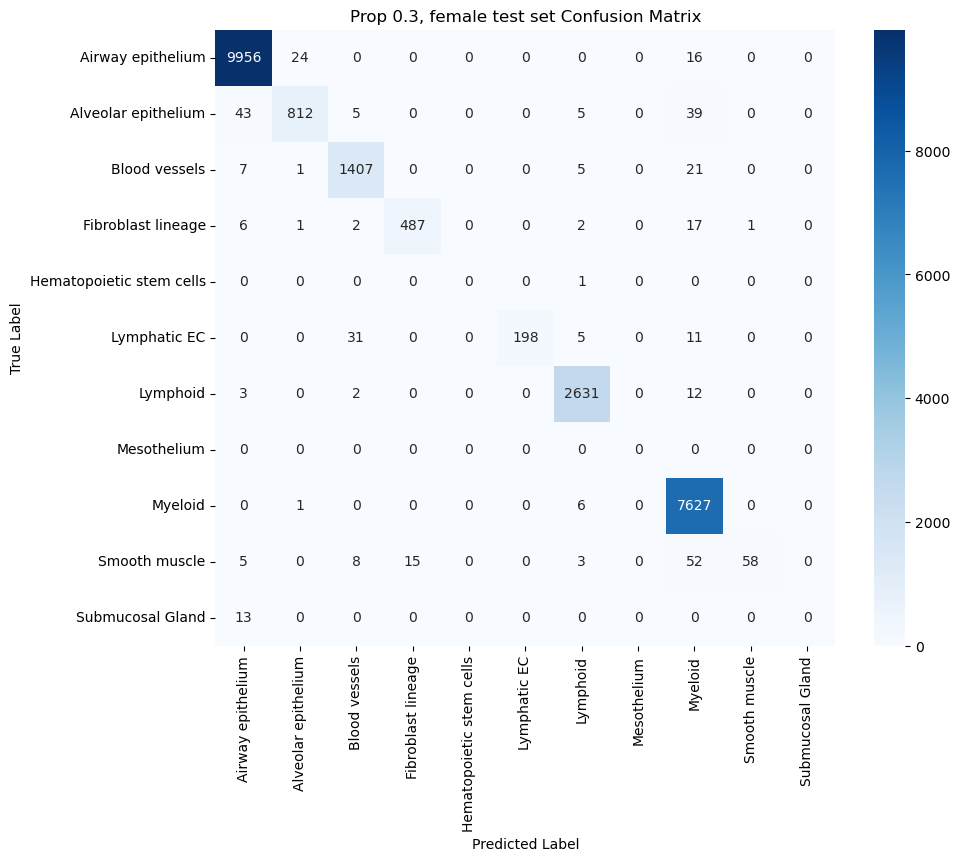 Prop 0.3, female test set Confusion Matrix
Airway epithelium 9956 24 0 0 0 0 0 0 16 0 0
Alveolar epithelium 43 812 5 0 0 0 5 0 39 0 0
Blood vessels 7 1 1407 0 0 0 5 0 21 0 0
Fibroblast lineage 6 1 2 487 0 0 2 0 17 1 0
Hematopoietic stem cells 0 0 0 0 0 0 1 0 0 0 0
Lymphatic EC 0 0 31 0 0 198 5 0 11 0 0
Lymphoid 3 0 2 0 0 0 2631 0 12 0 0
Mesothelium 0 0 0 0 0 0 0 0 0 0 0
Myeloid 0 1 0 0 0 0 6 0 7627 0 0
Smooth muscle 5 0 8 15 0 0 3 0 52 58 0
Submucosal Gland 13 0 0 0 0 0 0 0 0 0 0
True Label
Airway epithelium
Alveolar epithelium
Blood vessels
Fibroblast lineage
Hematopoietic stem cells
Lymphatic EC
Lymphoid
Mesothelium
Myeloid
Smooth muscle
Submucosal Gland
Predicted Label
8000
6000
4000
2000
0